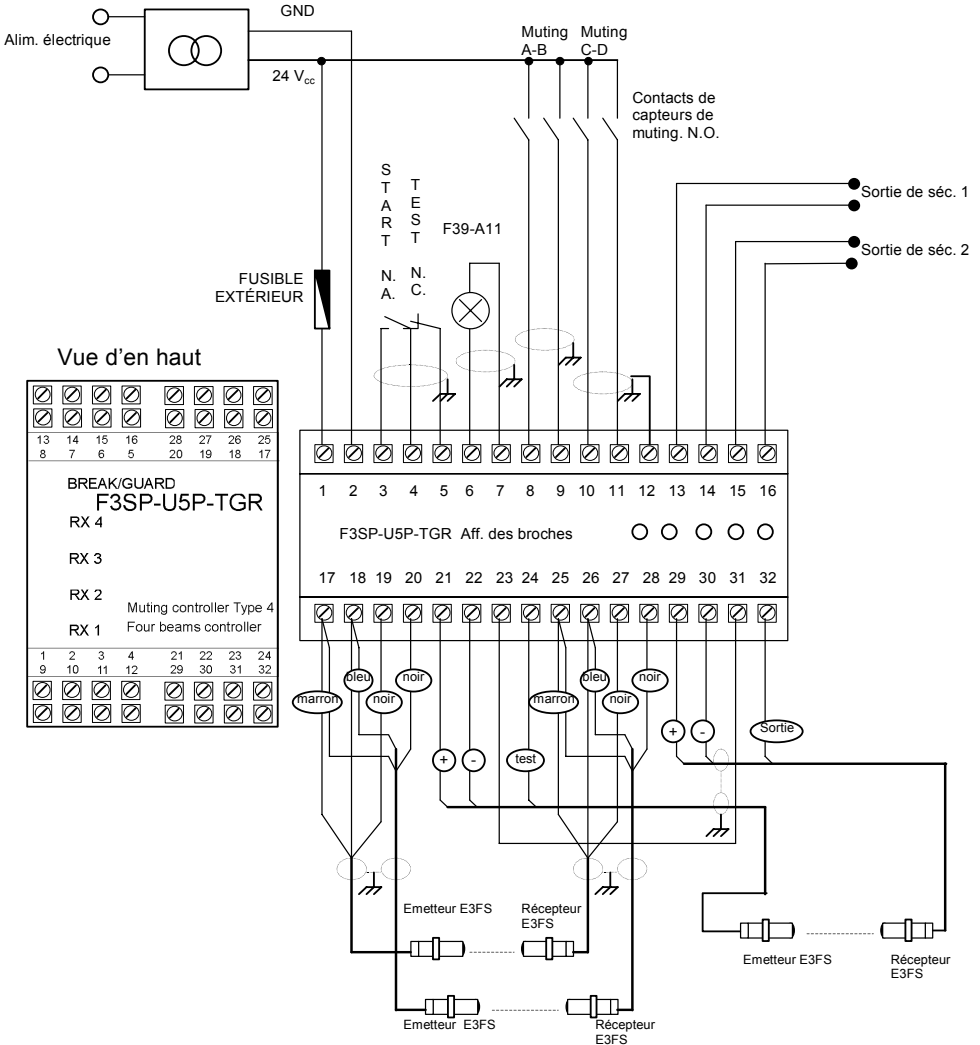 GND
Alim. électrique
24 Vcc
Muting
A-B
Muting
C-D
Contacts de
capteurs de
muting. N.O.
START
N.
A.
TEST
N.
C.
F39-A11
Sortie de séc. 1
Sortie de séc. 2
FUSIBLE
EXTÉRIEUR
Vue d'en haut
13 14 15 16 28 27 26 25
8 7 6 5 20 19 18 17
BREAK/GUARD
F3SP-U5P-TGR
RX 4
RX 3
RX 2
Muting controller Type 4
RX 1
Four beams controller
1 2 3 4 21 22 23 24
9 10 11 12 29 30 31 32
1 2 3 4 5 6 7 8 9 10 11 12 13 14 15 16
F3SP-U5P-TGR Aff. des broches
17 18 19 20 21 22 23 24 25 26 27 28 29 30 31 32
marron
bleu
noir
noir
+
-
test
marron
bleu
noir
noir
+
-
Sortie
Emetteur E3FS
Récepteur
E3FS
Emetteur E3FS
Récepteur
E3FS
Emetteur E3FS
Récepteur
E3FS